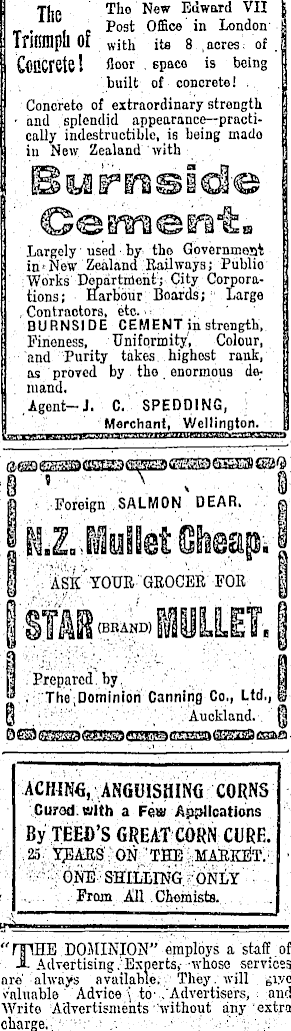 The
Triumph of
Concrete!
The New Edward VII
Post Office in London
with its 8 acres of
floor space is being
built of concrete!
Concrete of extraordinary strength
and splendid appearance—practi-
cally indestructible, is being made
in New Zealand with
Burnside
Cement.
Largely used by the Government
in New Zealand Railways; Public
Works Department; City Corpora-
tions; Harbour Boards; Large
Contractors, etc.
BURNSIDE CEMENT in strength,
Fineness, Uniformity, Colour,
and Purity takes highest rank,
as proved by the enormous de-
mand.
Agent—J. C. SPEDDING,
Merchant, Wellington.
Foreign SALMON DEAR.
N.Z. Mullet Cheap.
ASK YOUR GROCER FOR
STAR (BRAND) MULLET.
Prepared by
The Dominion Canning Co., Ltd.,
Auckland.
ACHING, ANGUISHING CORNS
Cured with a Few Applications
By TEED'S GREAT CORN CURE.
25 YEARS ON THE MARKET.
ONE SHILLING ONLY
From All Chemists.
"THE DOMINION" employs a staff of
Advertising Experts, whose services
are always available. They will give
valuable Advice to Advertisers, and
Write Advertisments without any extra
charge.